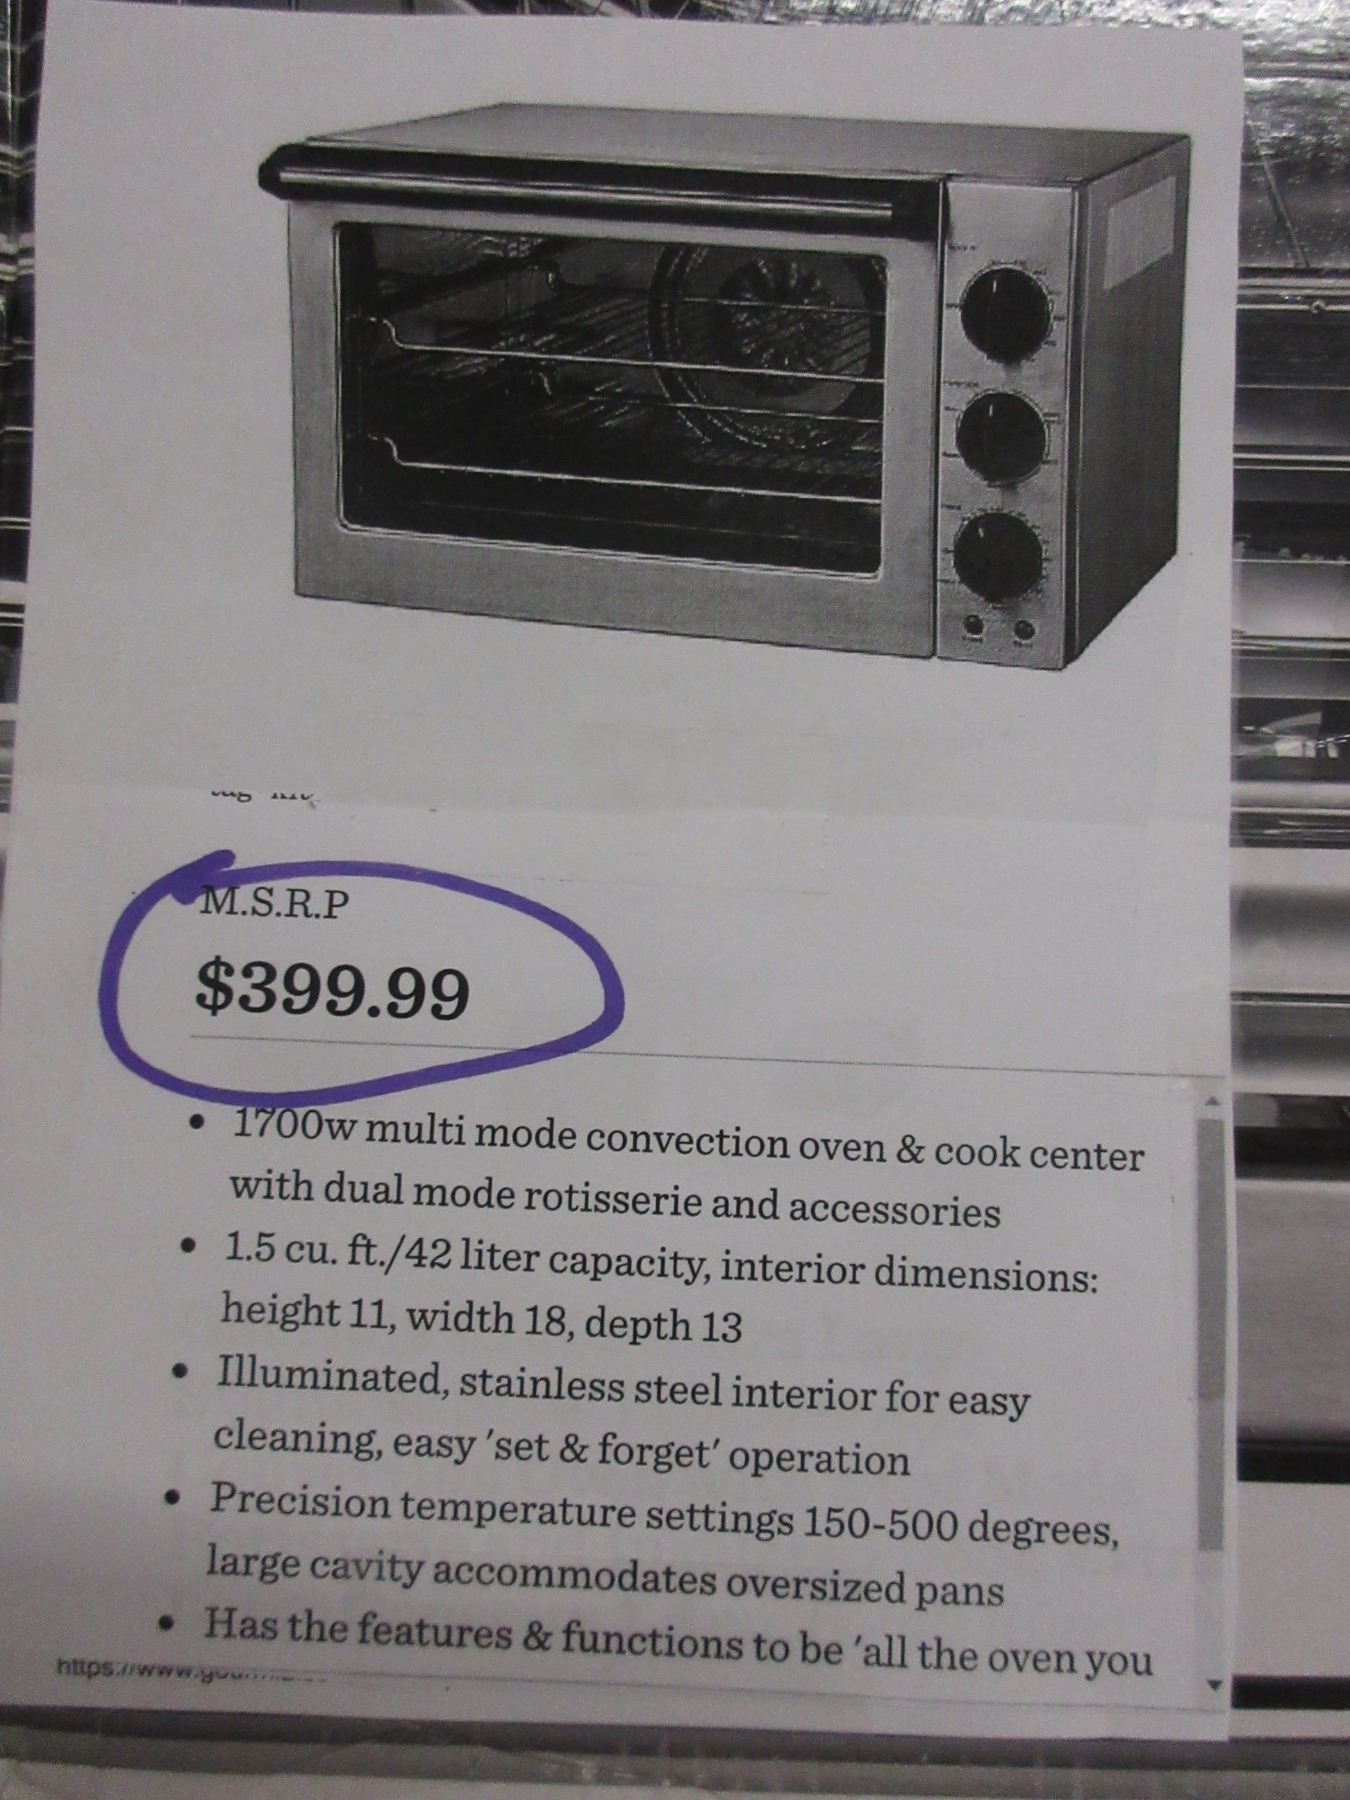 M.S.R.P
$399.99
• 1700w multi mode convection oven & cook center
with dual mode rotisserie and accessories
• 1.5 cu. ft./42 liter capacity, interior dimensions:
height 11, width 18, depth 13
• Illuminated, stainless steel interior for easy
cleaning, easy 'set & forget' operation
• Precision temperature settings 150-500 degrees,
large cavity accommodates oversized pans
• Has the features & functions to be 'all the oven you